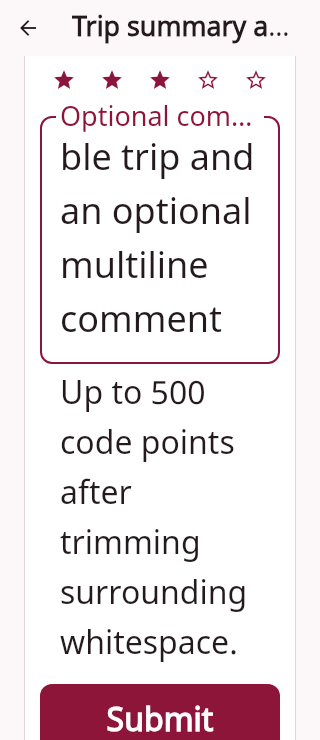 Trip summary a...
Optional com...
ble trip and
an optional
multiline
comment
Up to 500
code points
after
trimming
surrounding
whitespace.
Submit